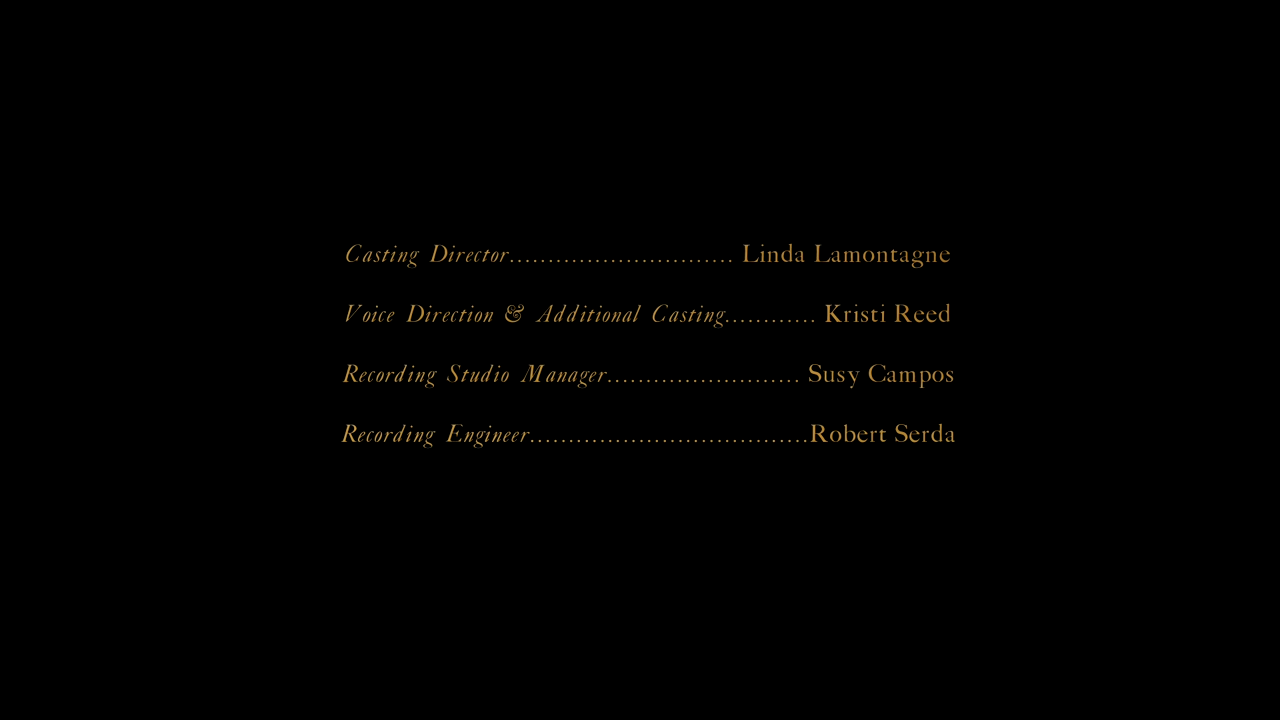 Casting Director............................. Linda Lamontagne
Voice Direction & Additional Casting............ Kristi Reed
Recording Studio Manager......................... Susy Campos
Recording Engineer....................................Robert Serda